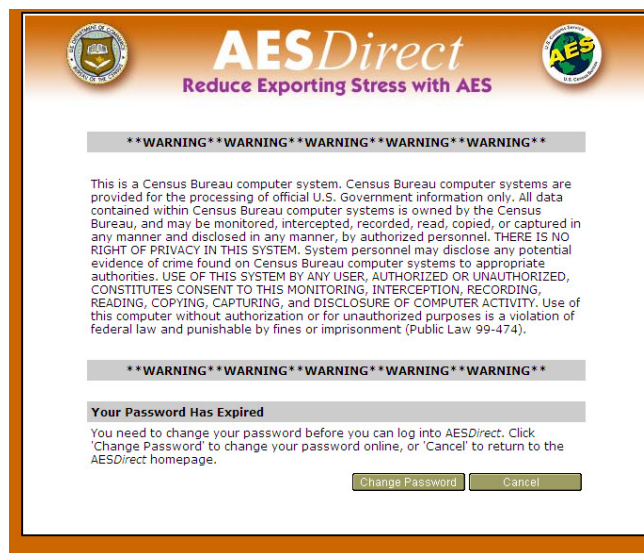 AESDirect
Reduce Exporting Stress with AES
AES
**WARNING**WARNING**WARNING**WARNING**WARNING**
This is a Census Bureau computer system. Census Bureau computer systems are
provided for the processing of official U.S. Government information only. All data
contained within Census Bureau computer systems is owned by the Census
Bureau, and may be monitored, intercepted, recorded, read, copied, or captured in
any manner and disclosed in any manner, by authorized personnel. THERE IS NO
RIGHT OF PRIVACY IN THIS SYSTEM. System personnel may disclose any potential
evidence of crime found on Census Bureau computer systems to appropriate
authorities. USE OF THIS SYSTEM BY ANY USER, AUTHORIZED OR UNAUTHORIZED,
CONSTITUTES CONSENT TO THIS MONITORING, INTERCEPTION, RECORDING,
READING, COPYING, CAPTURING, and DISCLOSURE OF COMPUTER ACTIVITY. Use of
this computer without authorization or for unauthorized purposes is a violation of
federal law and punishable by fines or imprisonment (Public Law 99-474).
**WARNING**WARNING**WARNING**WARNING**WARNING**
Your Password Has Expired
You need to change your password before you can log into AESDirect. Click
'Change Password' to change your password online, or 'Cancel' to return to the
AESDirect homepage.
Change Password Cancel